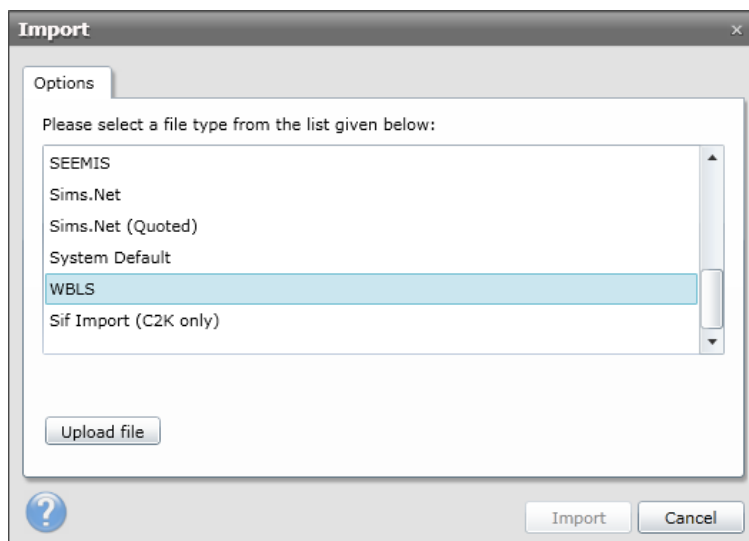 Import
Options
Please select a file type from the list given below:
SEEMIS
Sims.Net
Sims.Net (Quoted)
System Default
WBLS
Sif Import (C2K only)
Upload file
?
Import
Cancel